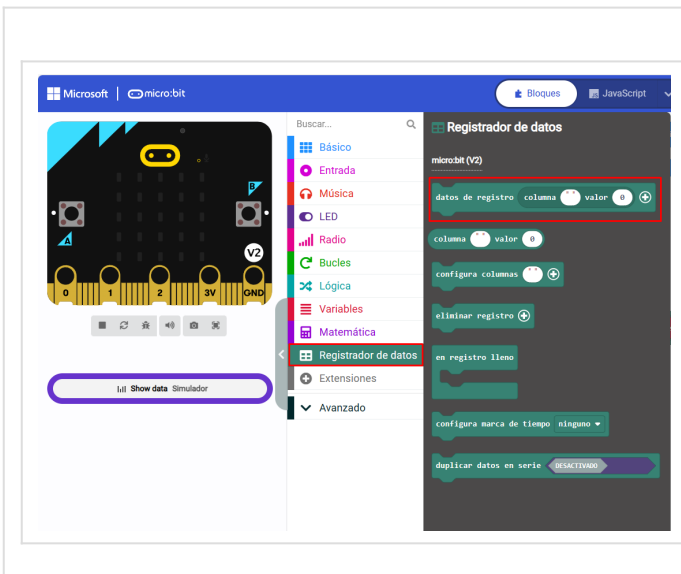 Microsoft | micro:bit
Bloques
JavaScript
Buscar...
Básico
Entrada
Música
LED
Radio
Bucles
Lógica
Variables
Matemática
Registrador de datos
Extensiones
Avanzado
B
A
V2
0 1 2 3V GND
Show data Simulador
Registrador de datos
micro:bit (V2)
datos de registro columna " " valor 0
columna " " valor 0
configura columnas " "
eliminar registro
en registro lleno
configura marca de tiempo ninguno
duplicar datos en serie DESACTIVADO